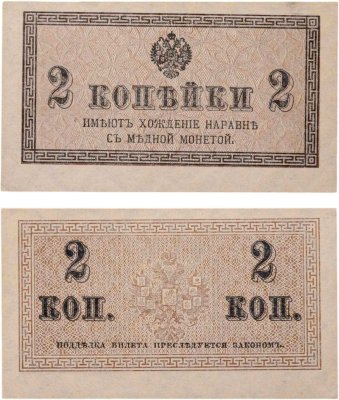 2 КОПѢЙКИ 2
ИМѢЮТЪ ХОЖДЕНІЕ НАРАВНѢ
СЪ МѢДНОЙ МОНЕТОЙ.
2 2
КОП. КОП.
ПОДДѢЛКА БИЛЕТА ПРЕСЛѢДУЕТСЯ ЗАКОНОМЪ.